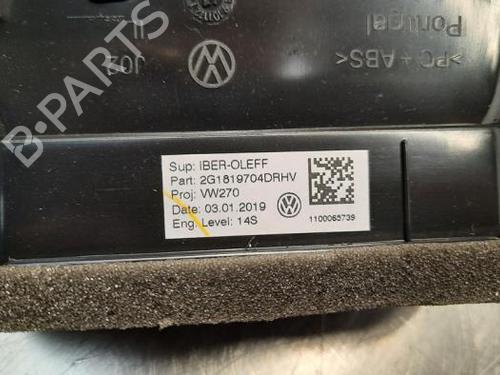 Portugal
>PC + ABS<
J02
B-PARTS
Sup: IBER-OLEFF
Part: 2G1819704DRHV
Proj: VW270
Date: 03.01.2019
Eng. Level: 14S
1100065739